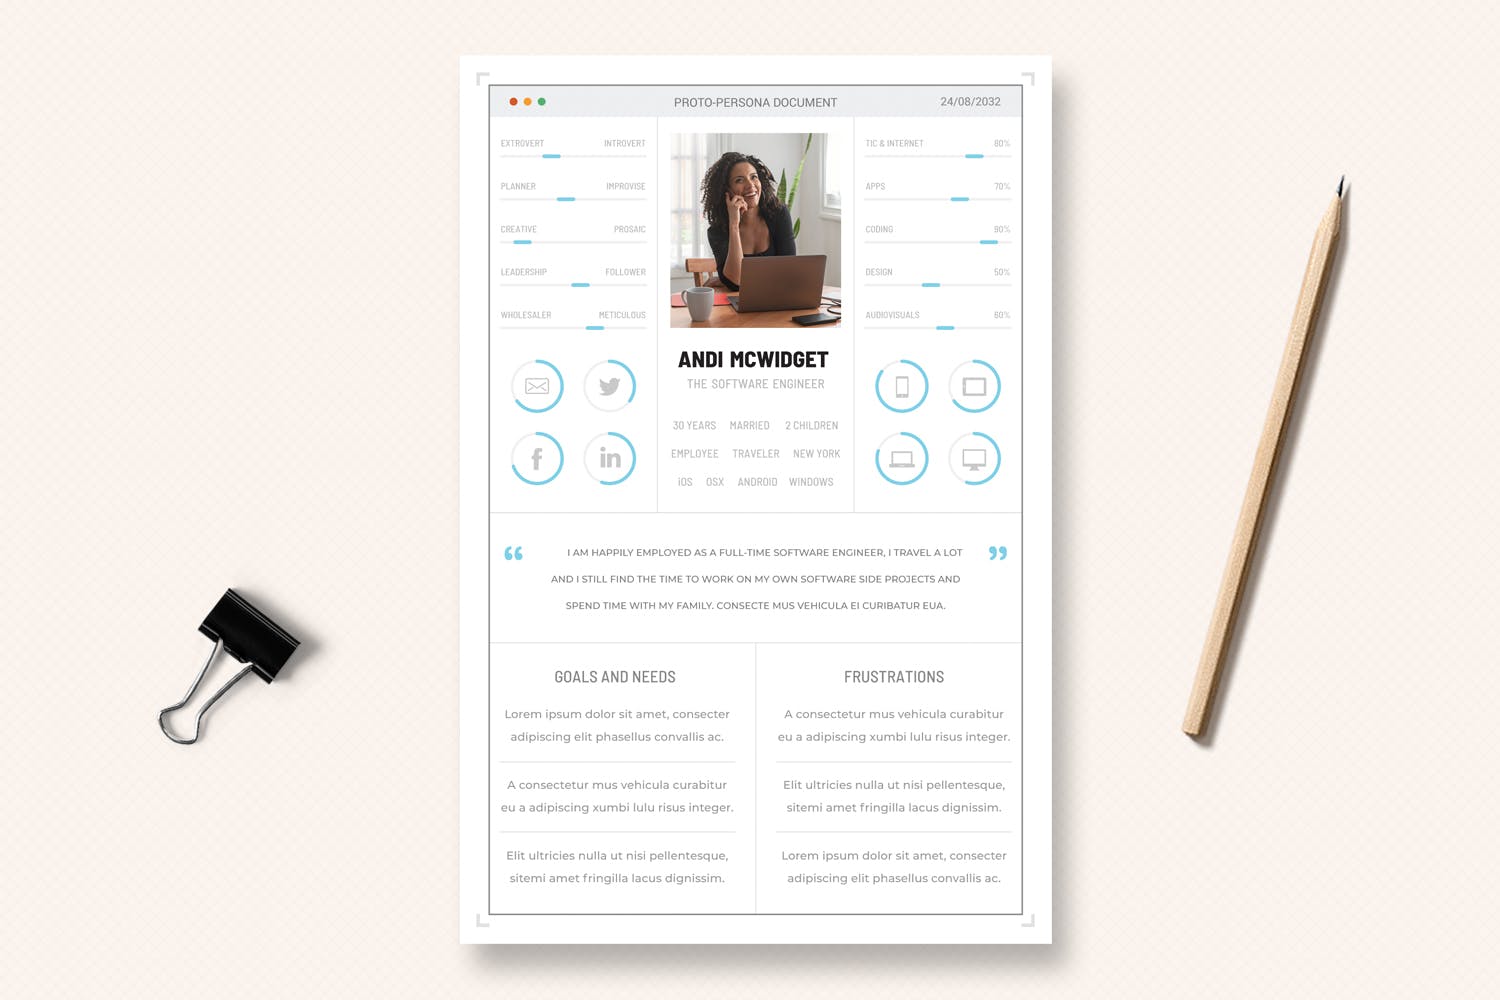 PROTO-PERSONA DOCUMENT
24/08/2032
EXTROVERT INTROVERT
PLANNER IMPROVISE
CREATIVE PROSAIC
LEADERSHIP FOLLOWER
WHOLESALER METICULOUS
TIC & INTERNET 80%
APPS 70%
CODING 90%
DESIGN 50%
AUDIOVISUALS 60%
in
ANDI MCWIDGET
THE SOFTWARE ENGINEER
30 YEARS MARRIED 2 CHILDREN
EMPLOYEE TRAVELER NEW YORK
iOS OSX ANDROID WINDOWS
“ I AM HAPPILY EMPLOYED AS A FULL-TIME SOFTWARE ENGINEER, I TRAVEL A LOT ”
AND I STILL FIND THE TIME TO WORK ON MY OWN SOFTWARE SIDE PROJECTS AND
SPEND TIME WITH MY FAMILY. CONSECTE MUS VEHICULA EI CURIBATUR EUA.
GOALS AND NEEDS
Lorem ipsum dolor sit amet, consecter
adipiscing elit phasellus convallis ac.
A consectetur mus vehicula curabitur
eu a adipiscing xumbi lulu risus integer.
Elit ultricies nulla ut nisi pellentesque,
sitemi amet fringilla lacus dignissim.
FRUSTRATIONS
A consectetur mus vehicula curabitur
eu a adipiscing xumbi lulu risus integer.
Elit ultricies nulla ut nisi pellentesque,
sitemi amet fringilla lacus dignissim.
Lorem ipsum dolor sit amet, consecter
adipiscing elit phasellus convallis ac.